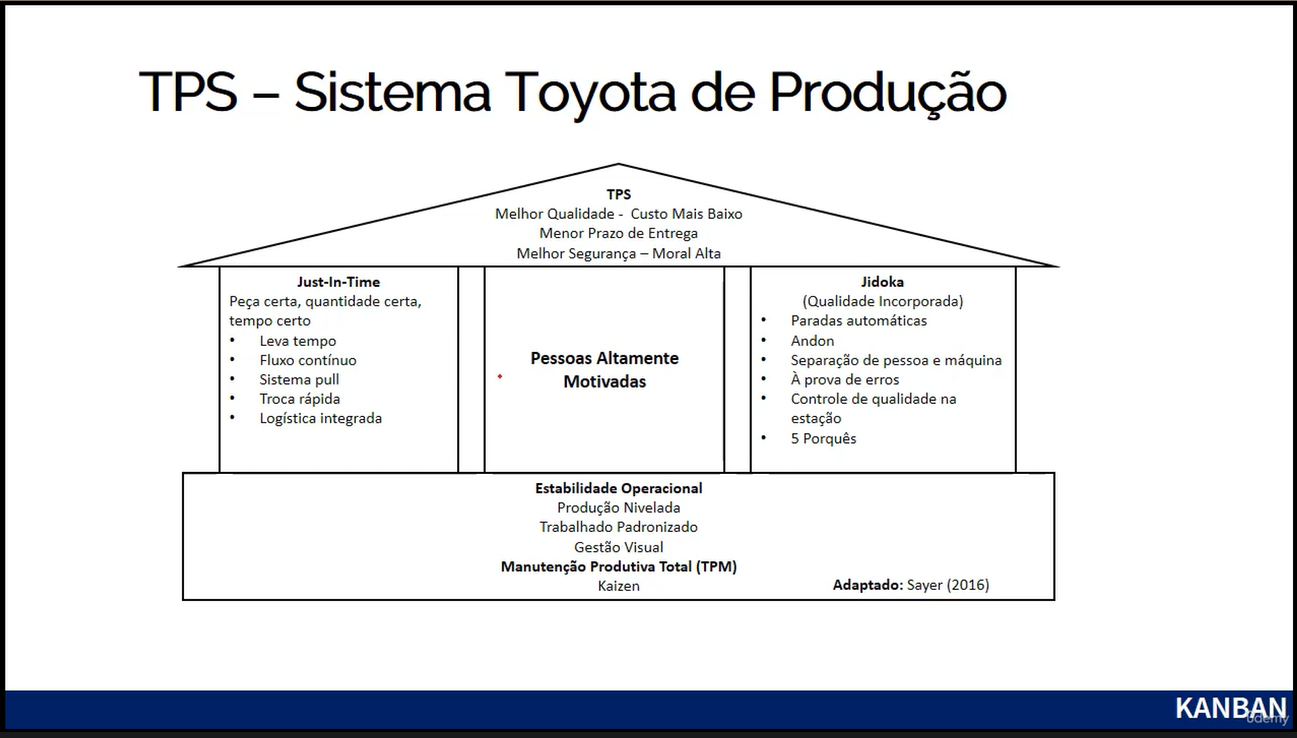 TPS – Sistema Toyota de Produção
TPS
Melhor Qualidade - Custo Mais Baixo
Menor Prazo de Entrega
Melhor Segurança – Moral Alta
Just-In-Time
Peça certa, quantidade certa,
tempo certo
• Leva tempo
• Fluxo contínuo
• Sistema pull
• Troca rápida
• Logística integrada
Pessoas Altamente
Motivadas
Jidoka
(Qualidade Incorporada)
• Paradas automáticas
• Andon
• Separação de pessoa e máquina
• À prova de erros
• Controle de qualidade na
estação
• 5 Porquês
Estabilidade Operacional
Produção Nivelada
Trabalhado Padronizado
Gestão Visual
Manutenção Produtiva Total (TPM)
Kaizen
Adaptado: Sayer (2016)
KANBAN
udemy